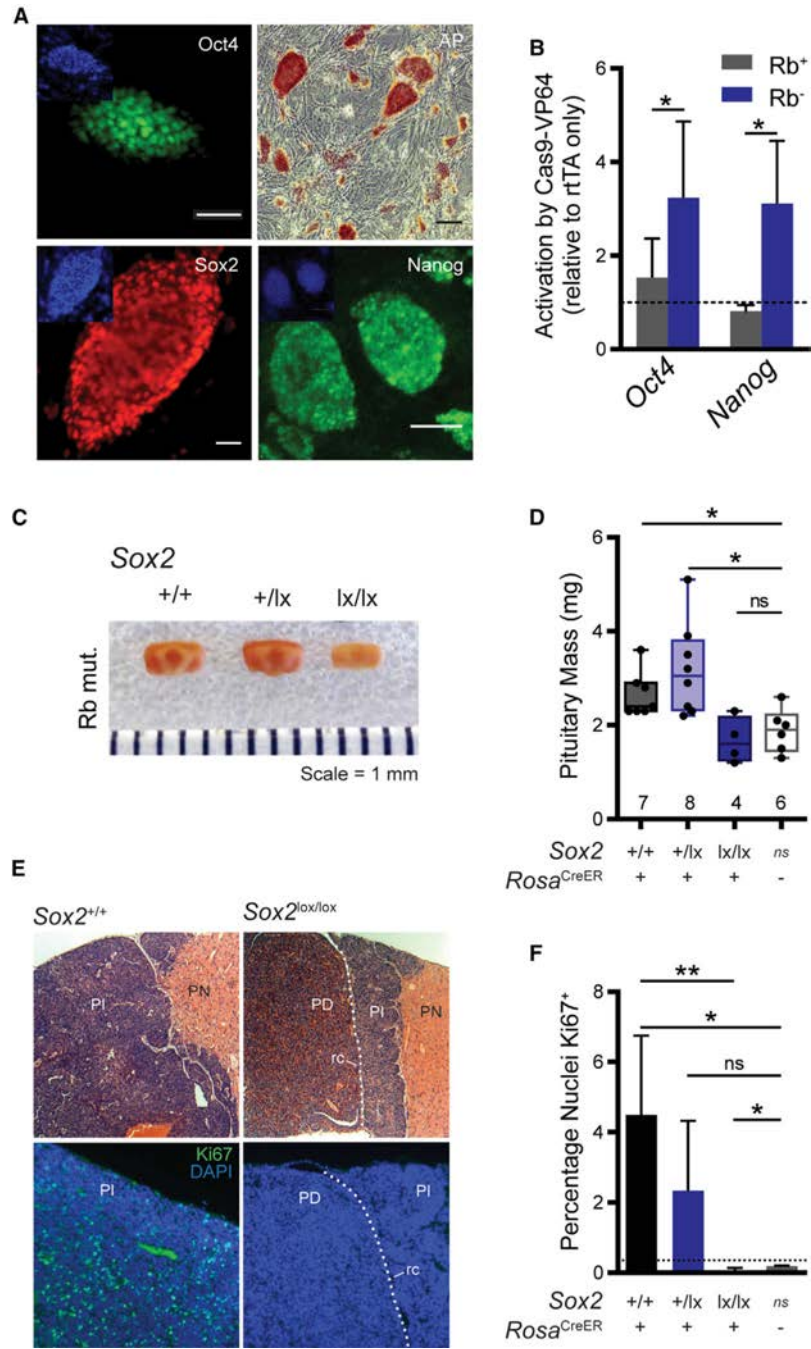 A
Oct4
AP
Sox2
Nanog
B
Rb+
Rb-
*
*
Activation by Cas9-VP64
(relative to rtTA only)
6
4
2
0
Oct4
Nanog
C
Sox2
+/+ +/lx lx/lx
Rb mut.
Scale = 1 mm
D
*
*
ns
Pituitary Mass (mg)
6
4
2
0
7 8 4 6
Sox2 +/+ +/lx lx/lx ns
RosaCreER + + + -
E
Sox2+/+ Sox2lox/lox
PI
PN
PD
PI
PN
rc
Ki67
DAPI
PI
PD
PI
rc
F
**
*
ns
*
Percentage Nuclei Ki67+
8
6
4
2
0
Sox2 +/+ +/lx lx/lx ns
RosaCreER + + + -